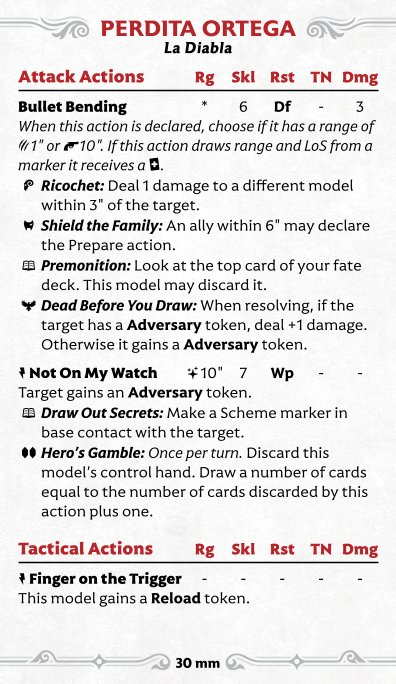 PERDITA ORTEGA
La Diabla
Attack Actions Rg Skl Rst TN Dmg
Bullet Bending * 6 Df - 3
When this action is declared, choose if it has a range of
1" or 10". If this action draws range and LoS from a
marker it receives a .
Ricochet: Deal 1 damage to a different model
within 3" of the target.
Shield the Family: An ally within 6" may declare
the Prepare action.
Premonition: Look at the top card of your fate
deck. This model may discard it.
Dead Before You Draw: When resolving, if the
target has a Adversary token, deal +1 damage.
Otherwise it gains a Adversary token.
Not On My Watch 10" 7 Wp - -
Target gains an Adversary token.
Draw Out Secrets: Make a Scheme marker in
base contact with the target.
Hero's Gamble: Once per turn. Discard this
model's control hand. Draw a number of cards
equal to the number of cards discarded by this
action plus one.
Tactical Actions Rg Skl Rst TN Dmg
Finger on the Trigger - - - - -
This model gains a Reload token.
30 mm